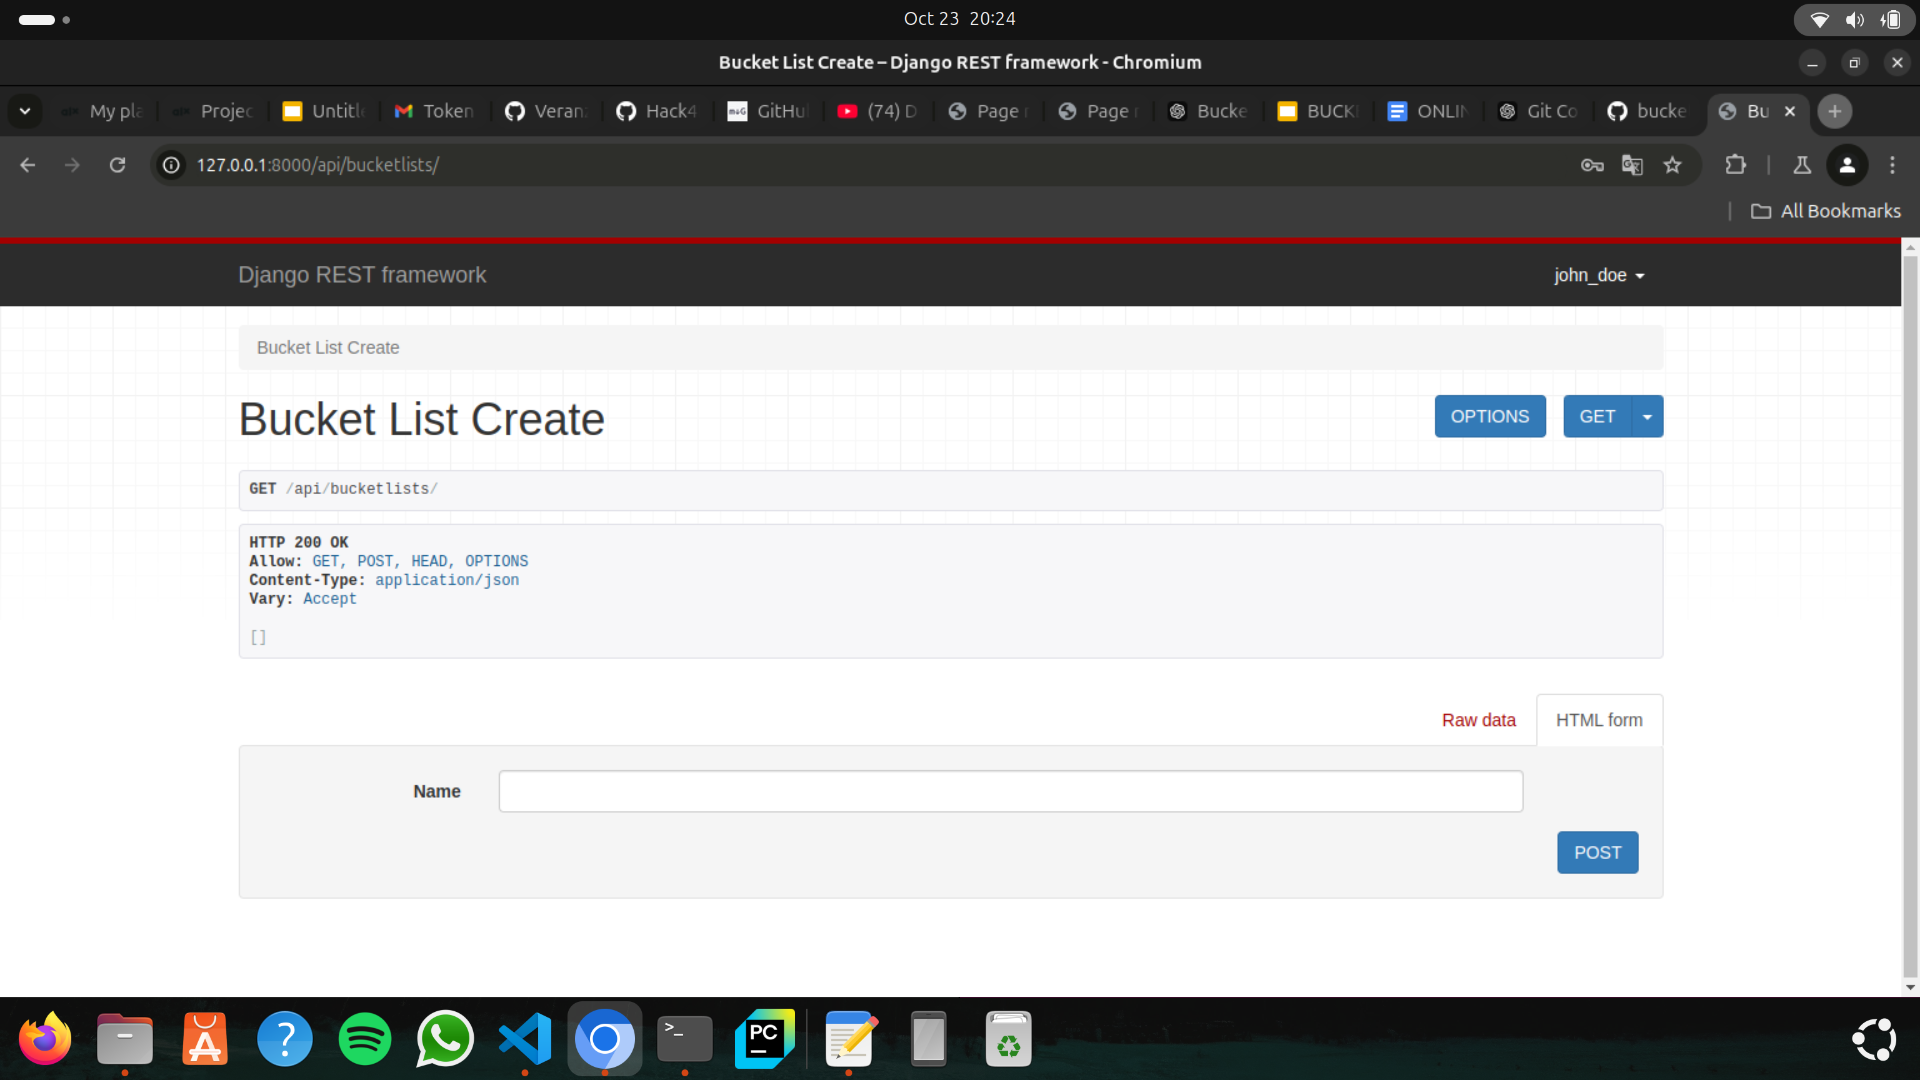 Oct 23 20:24
Bucket List Create – Django REST framework - Chromium
My pla
Projec
Untitl
Token
Veran
Hack4
GitHu
(74) D
Page r
Page r
Bucke
BUCK
ONLIN
Git Co
bucke
Bu
127.0.0.1:8000/api/bucketlists/
All Bookmarks
Django REST framework
john_doe
Bucket List Create
Bucket List Create
OPTIONS
GET
GET /api/bucketlists/
HTTP 200 OK
Allow: GET, POST, HEAD, OPTIONS
Content-Type: application/json
Vary: Accept
[]
Raw data
HTML form
Name
POST
PC